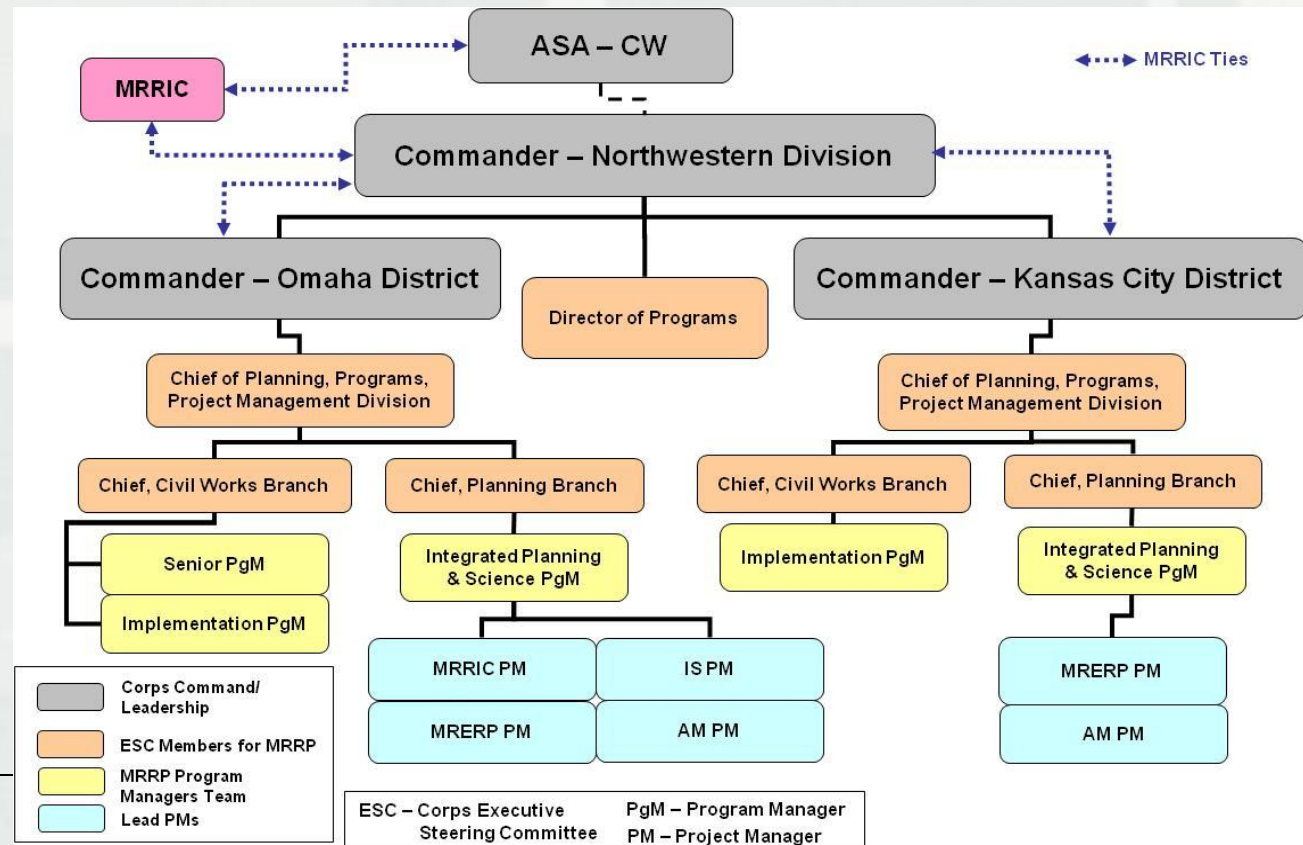 ASA – CW
MRRIC Ties
MRRIC
Commander – Northwestern Division
Commander – Omaha District
Director of Programs
Commander – Kansas City District
Chief of Planning, Programs,
Project Management Division
Chief of Planning, Programs,
Project Management Division
Chief, Civil Works Branch
Chief, Planning Branch
Chief, Civil Works Branch
Chief, Planning Branch
Senior PgM
Implementation PgM
Integrated Planning
& Science PgM
Implementation PgM
Integrated Planning
& Science PgM
MRRIC PM
IS PM
MRERP PM
AM PM
MRERP PM
AM PM
Corps Command/
Leadership
ESC Members for MRRP
MRRP Program
Managers Team
Lead PMs
ESC – Corps Executive
Steering Committee
PgM – Program Manager
PM – Project Manager